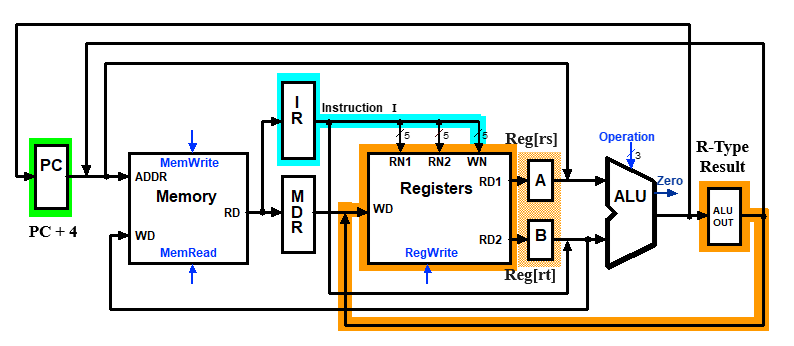 I
R
Instruction I
5
5
5
Reg[rs]
Operation
3
R-Type
Result
PC
MemWrite
ADDR
Memory
RN1
RN2
WN
Registers
RD1
A
ALU
Zero
M
D
R
RD
WD
ALU
OUT
PC + 4
WD
MemRead
RD2
B
RegWrite
Reg[rt]